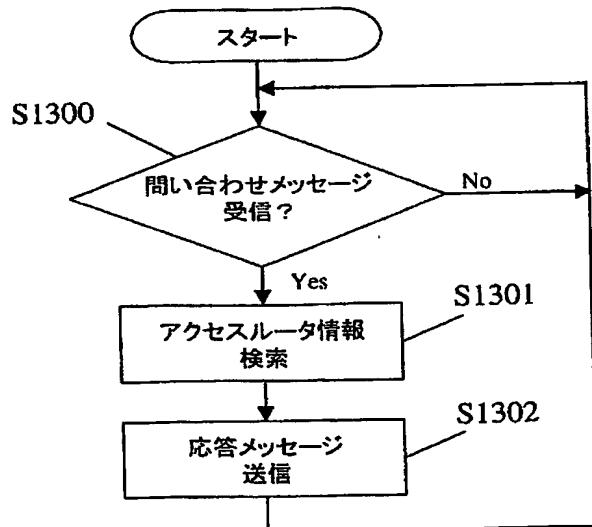 スタート
S1300
問い合わせメッセージ
受信？
No
Yes
S1301
アクセスルータ情報
検索
S1302
応答メッセージ
送信